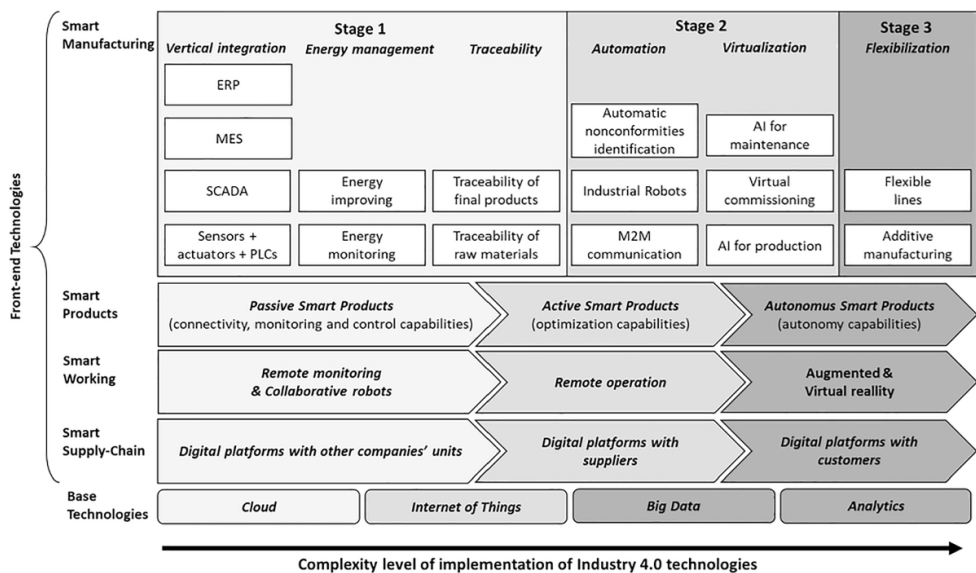 Front-end Technologies
Smart
Manufacturing
Stage 1
Stage 2
Stage 3
Vertical integration
Energy management
Traceability
Automation
Virtualization
Flexibilization
ERP
MES
SCADA
Sensors +
actuators + PLCs
Energy
improving
Energy
monitoring
Traceability of
final products
Traceability of
raw materials
Automatic
nonconformities
identification
Industrial Robots
M2M
communication
AI for
maintenance
Virtual
commissioning
AI for production
Flexible
lines
Additive
manufacturing
Smart
Products
Passive Smart Products
(connectivity, monitoring and control capabilities)
Active Smart Products
(optimization capabilities)
Autonomus Smart Products
(autonomy capabilities)
Smart
Working
Remote monitoring
& Collaborative robots
Remote operation
Augmented &
Virtual reallity
Smart
Supply-Chain
Digital platforms with other companies' units
Digital platforms with
suppliers
Digital platforms with
customers
Base
Technologies
Cloud
Internet of Things
Big Data
Analytics
Complexity level of implementation of Industry 4.0 technologies